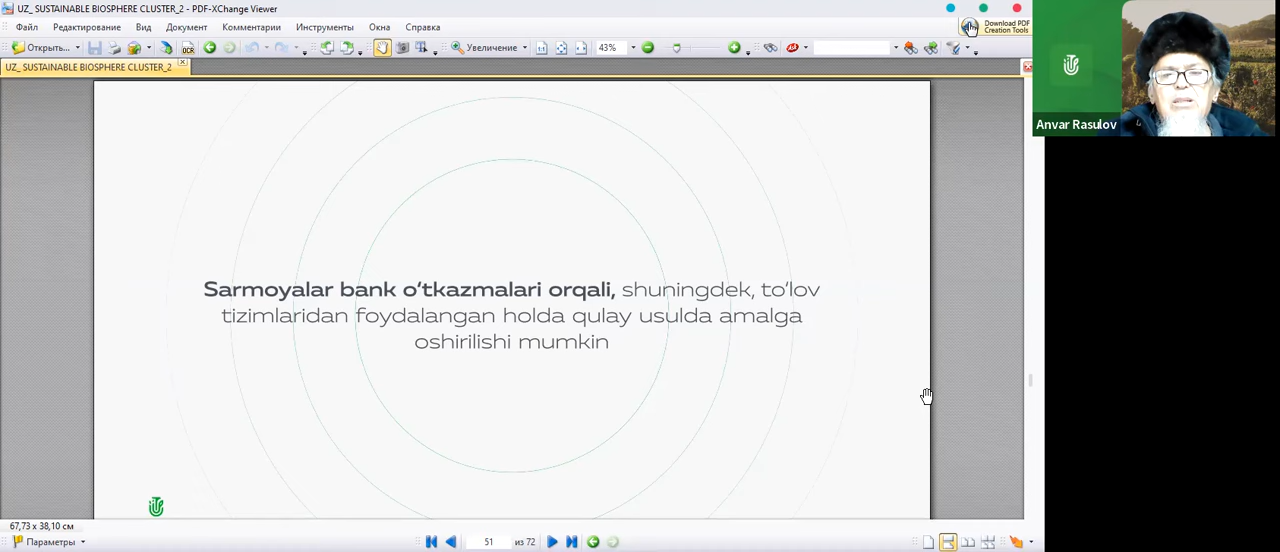 UZ_ SUSTAINABLE BIOSPHERE CLUSTER_2 - PDF-XChange Viewer
Файл Редактирование Вид Документ Комментарии Инструменты Окна Справка
Download PDF
Creation Tools
Открыть... OCR Увеличение 43%
UZ_ SUSTAINABLE BIOSPHERE CLUSTER_2
Anvar Rasulov
Sarmoyalar bank o‘tkazmalari orqali, shuningdek, to‘lov
tizimlaridan foydalangan holda qulay usulda amalga
oshirilishi mumkin
67,73 x 38,10 см
Параметры 51 из 72